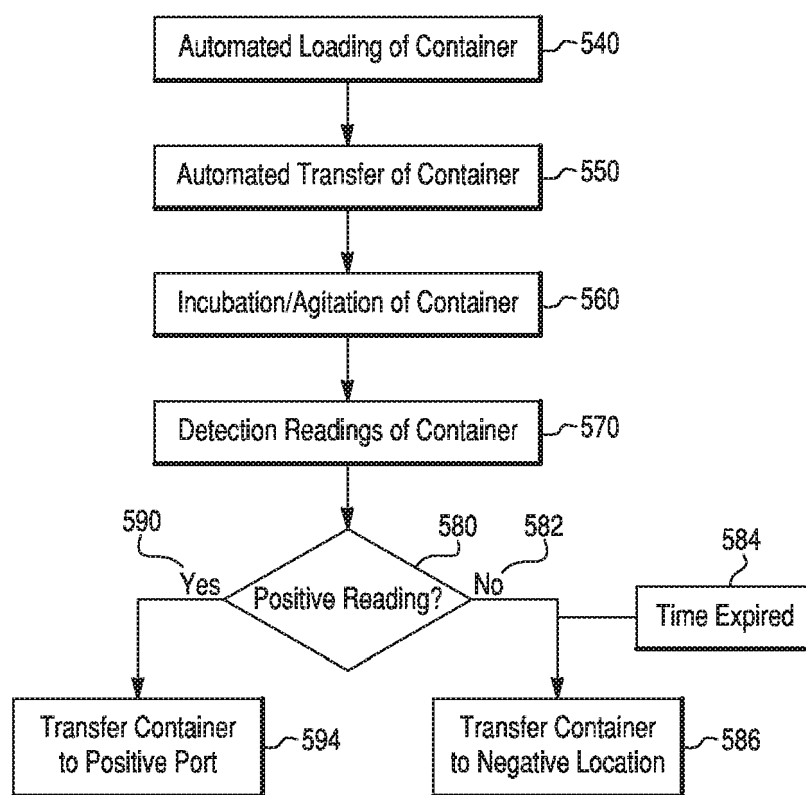 Automated Loading of Container
540
Automated Transfer of Container
550
Incubation/Agitation of Container
560
Detection Readings of Container
570
590
580
582
584
Yes
Positive Reading?
No
Time Expired
Transfer Container
to Positive Port
594
Transfer Container
to Negative Location
586